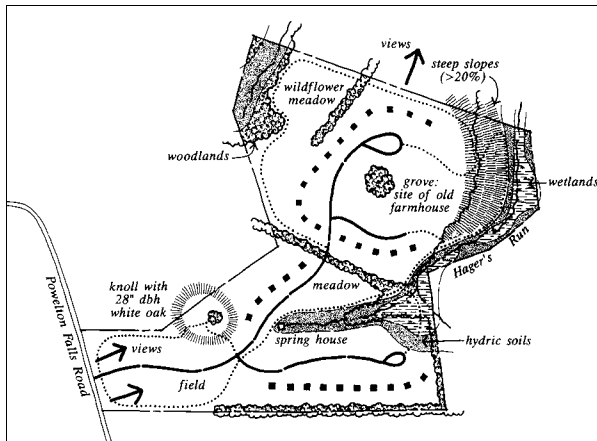 views
steep slopes
(>20%)
wildflower
meadow
woodlands
wetlands
grove:
site of old
farmhouse
Hager's
Run
knoll with
28" dbh
white oak
meadow
Powelton Falls Road
views
spring house
hydric soils
field